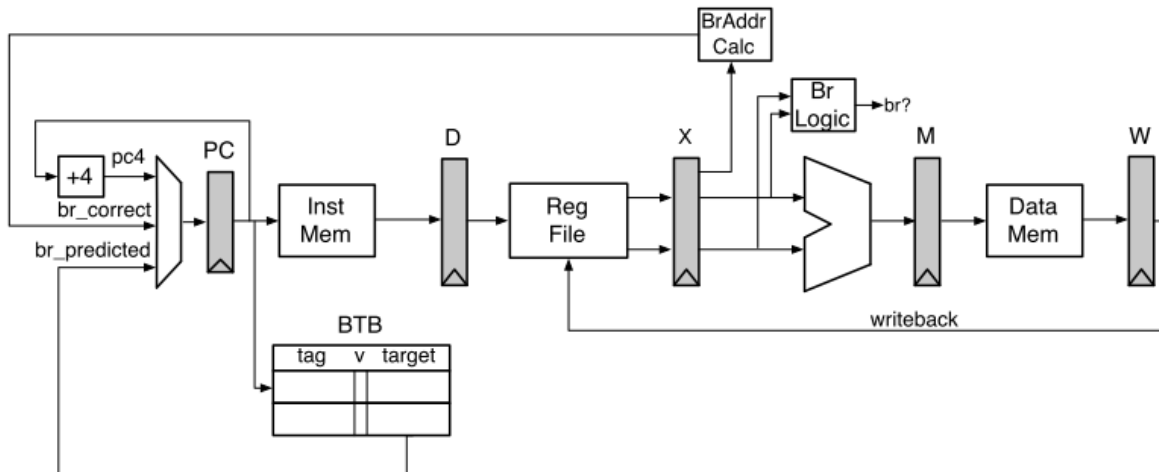 BrAddr
Calc
Br
Logic
br?
D
X
M
W
PC
+4
pc4
br_correct
br_predicted
Inst
Mem
Reg
File
Data
Mem
writeback
BTB
tag v target